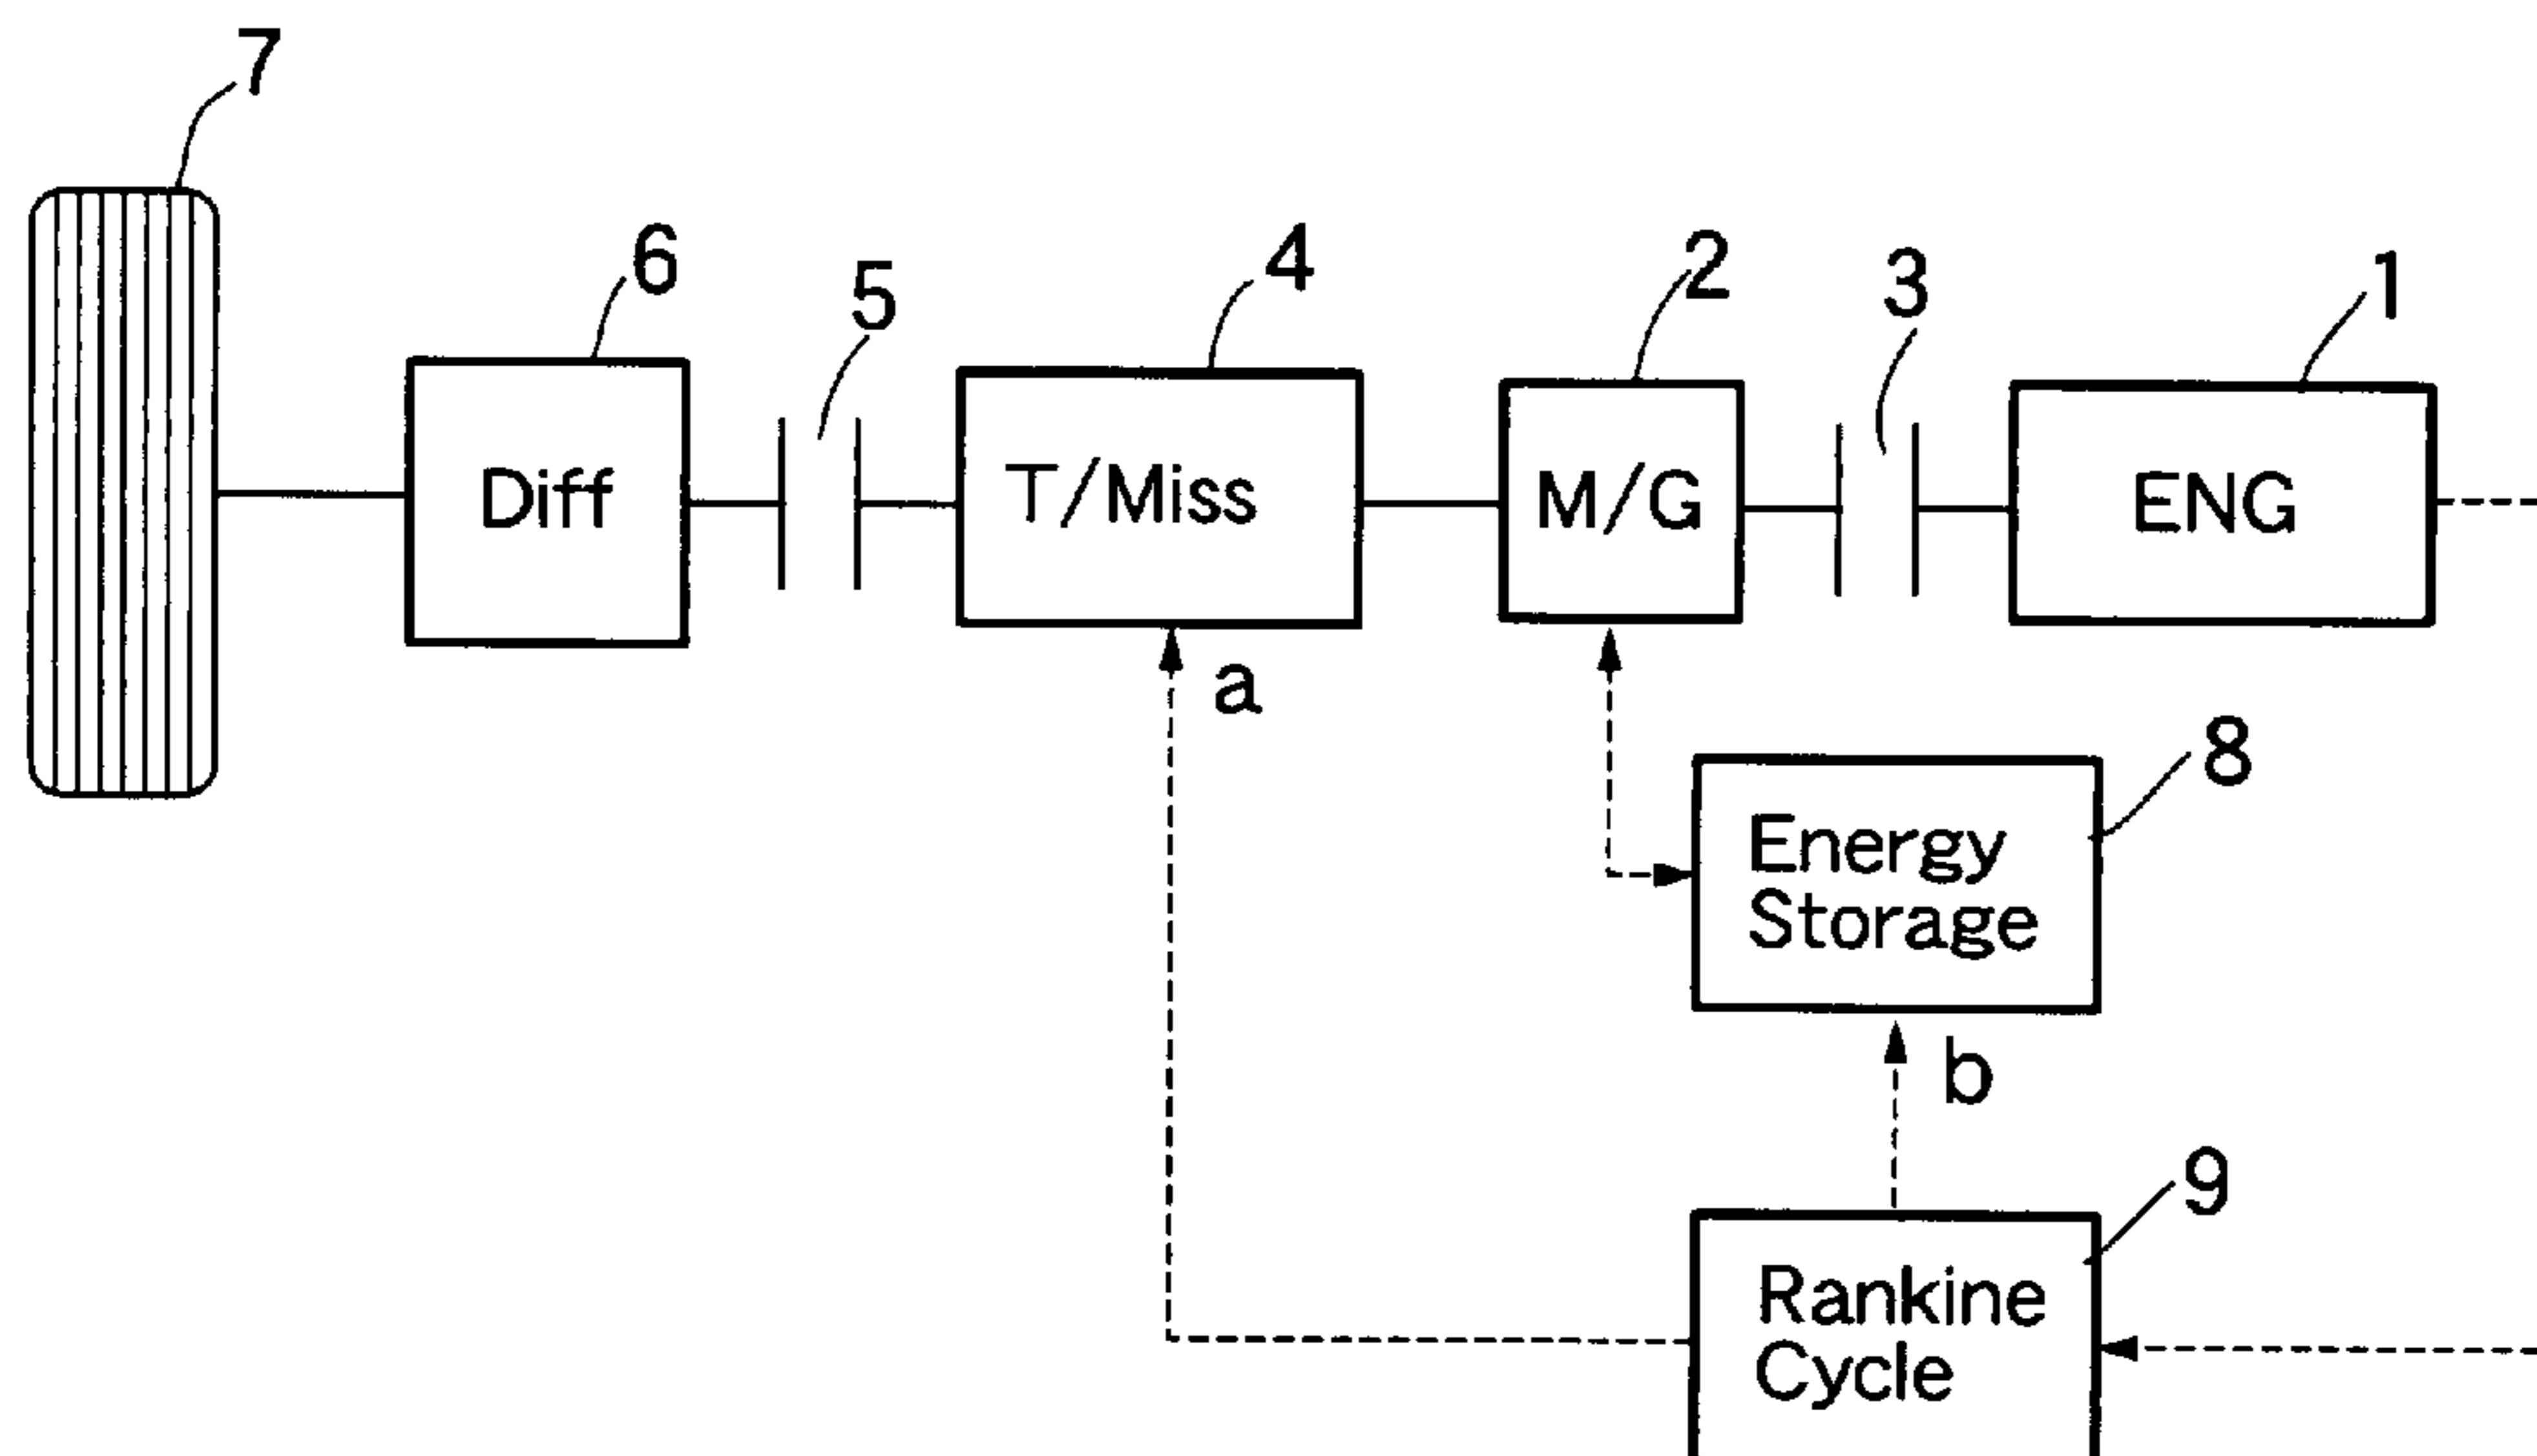 7
6
5
4
2
3
1
Diff
T/Miss
M/G
ENG
a
8
Energy
Storage
b
9
Rankine
Cycle